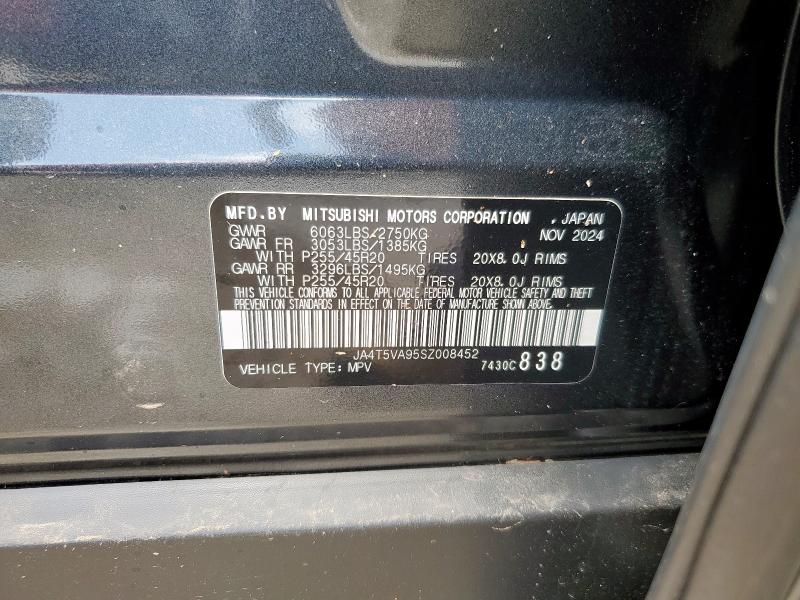 MFD.BY MITSUBISHI MOTORS CORPORATION , JAPAN
GVWR 6063LBS/2750KG NOV 2024
GAWR FR 3053LBS/1385KG
WITH P255/45R20 TIRES 20X8.0J RIMS
GAWR RR 3296LBS/1495KG
WITH P255/45R20 TIRES 20X8.0J RIMS
THIS VEHICLE CONFORMS TO ALL APPLICABLE FEDERAL MOTOR VEHICLE SAFETY AND THEFT
PREVENTION STANDARDS IN EFFECT ON THE DATE OF MANUFACTURE SHOWN ABOVE.
JA4T5VA95SZ008452
VEHICLE TYPE: MPV 7430C 838